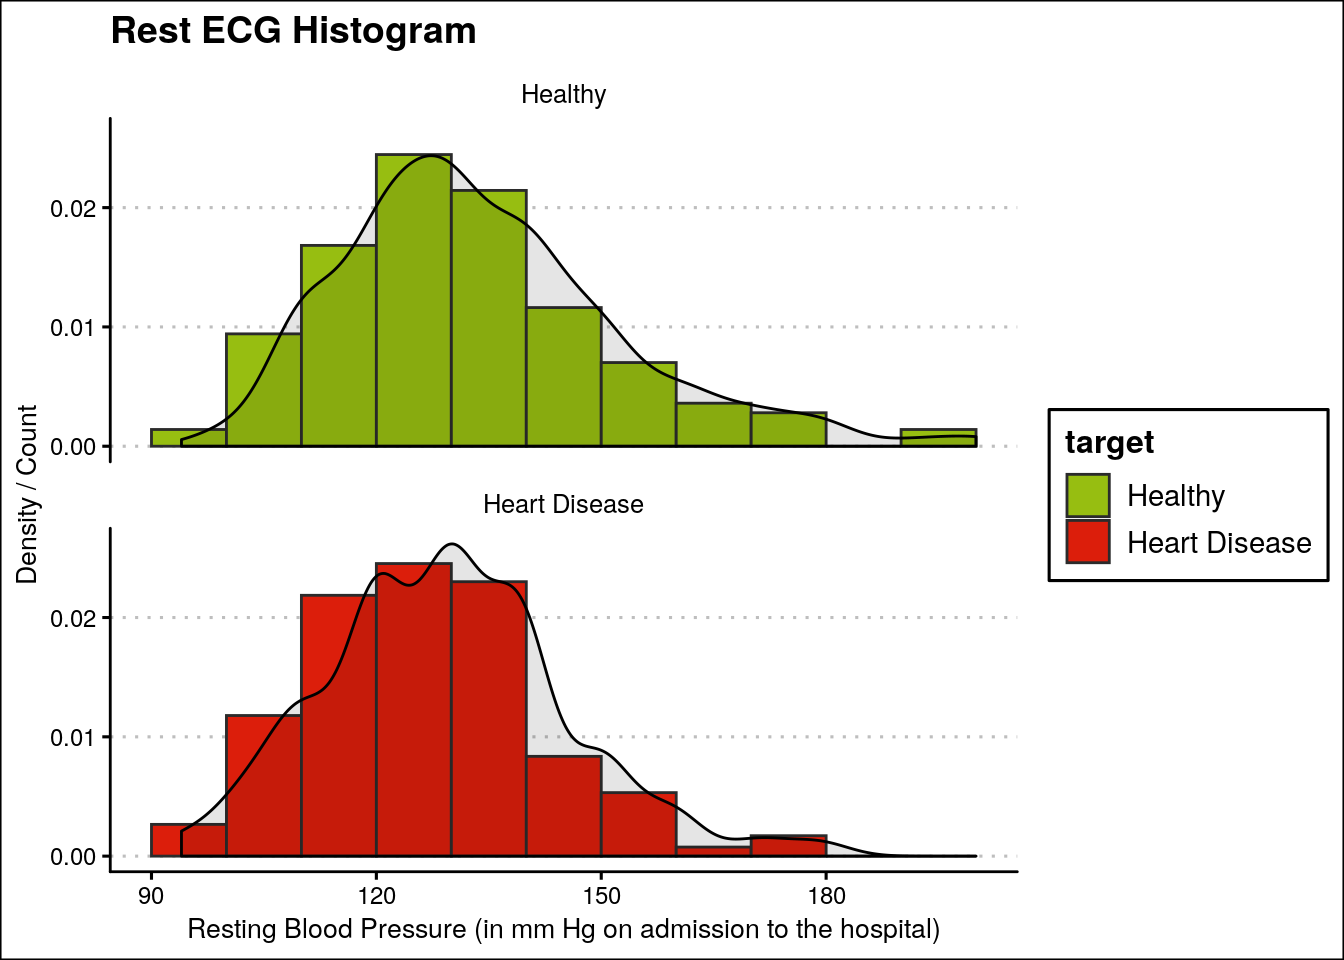 Rest ECG Histogram
Healthy
0.02
0.01
0.00
Density / Count
Heart Disease
0.02
0.01
0.00
90 120 150 180
Resting Blood Pressure (in mm Hg on admission to the hospital)
target
Healthy
Heart Disease